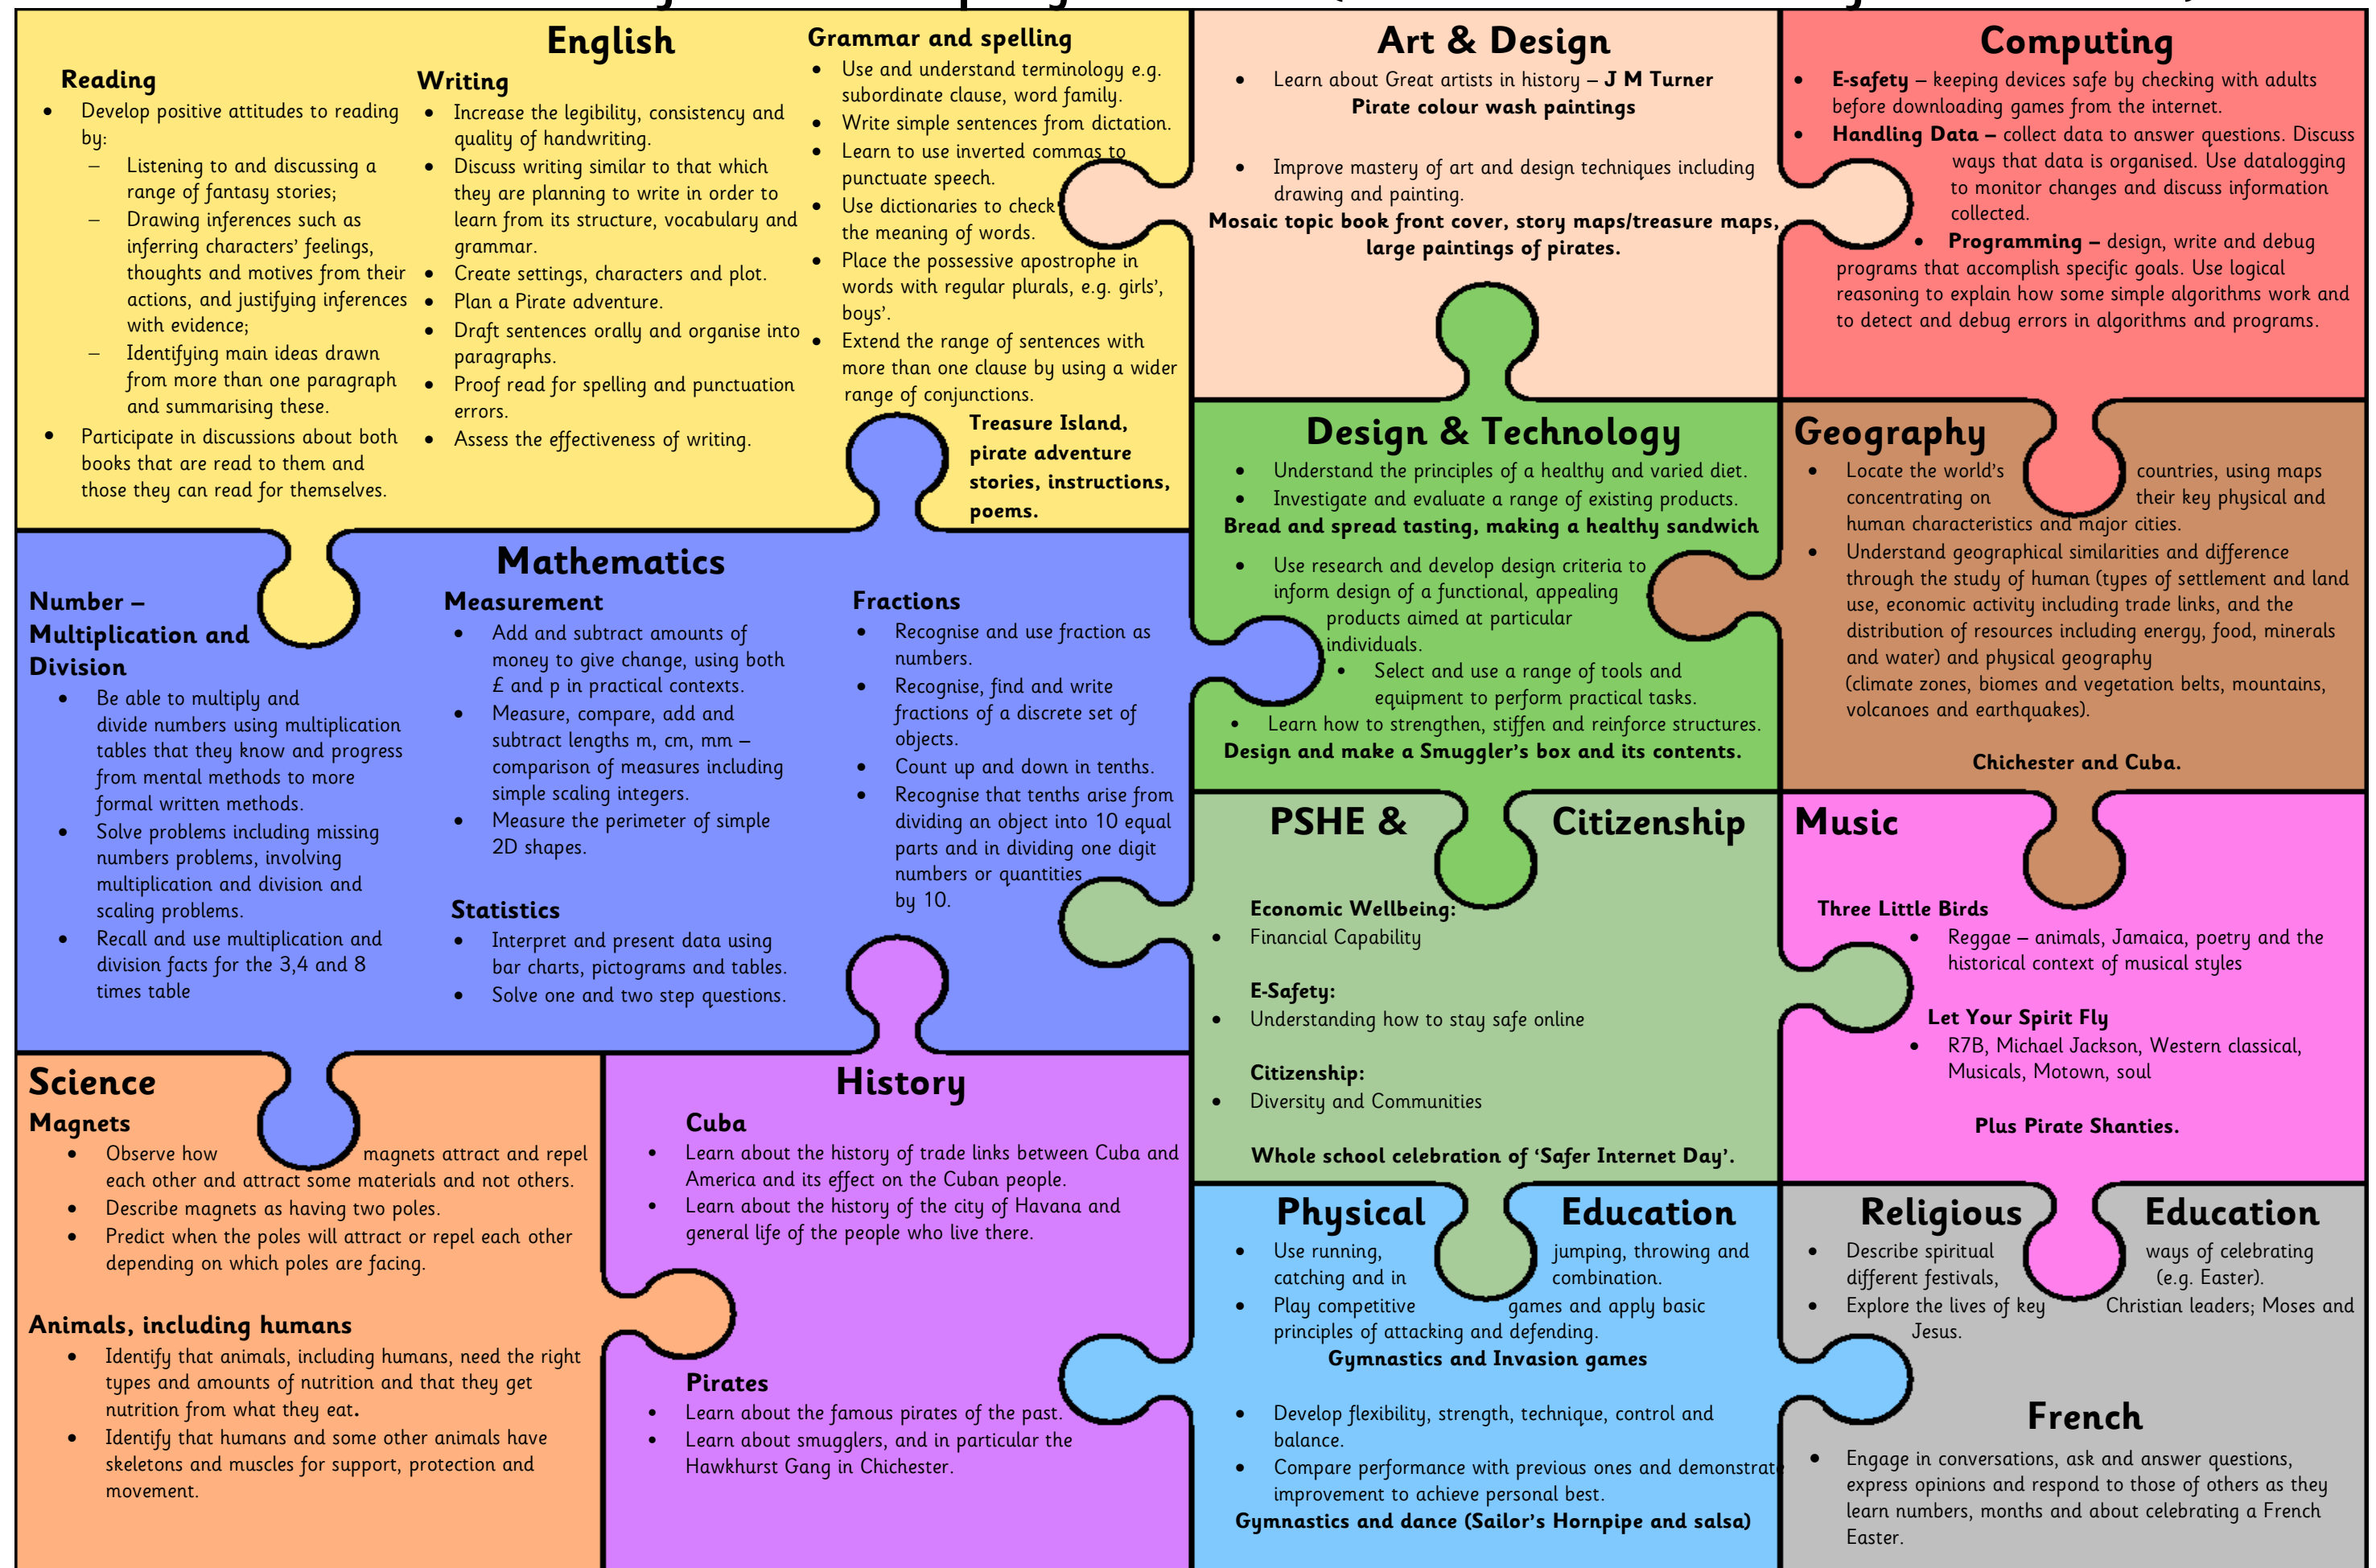 English
Reading
Develop positive attitudes to reading
by:
– Listening to and discussing a
range of fantasy stories;
– Drawing inferences such as
inferring characters' feelings,
thoughts and motives from their
actions, and justifying inferences
with evidence;
– Identifying main ideas drawn
from more than one paragraph
and summarising these.
• Participate in discussions about both
books that are read to them and
those they can read for themselves.
Writing
• Increase the legibility, consistency and
quality of handwriting.
• Discuss writing similar to that which
they are planning to write in order to
learn from its structure, vocabulary and
grammar.
• Create settings, characters and plot.
• Plan a Pirate adventure.
• Draft sentences orally and organise into
paragraphs.
• Proof read for spelling and punctuation
errors.
• Assess the effectiveness of writing.
Grammar and spelling
• Use and understand terminology e.g.
subordinate clause, word family.
• Write simple sentences from dictation.
• Learn to use inverted commas to
punctuate speech.
• Use dictionaries to check
the meaning of words.
• Place the possessive apostrophe in
words with regular plurals, e.g. girls',
boys'.
• Extend the range of sentences with
more than one clause by using a wider
range of conjunctions.
Treasure Island,
pirate adventure
stories, instructions,
poems.
Art & Design
• Learn about Great artists in history – J M Turner
Pirate colour wash paintings
• Improve mastery of art and design techniques including
drawing and painting.
Mosaic topic book front cover, story maps/treasure maps,
large paintings of pirates.
Computing
• E-safety – keeping devices safe by checking with adults
before downloading games from the internet.
• Handling Data – collect data to answer questions. Discuss
ways that data is organised. Use datalogging
to monitor changes and discuss information
collected.
• Programming – design, write and debug
programs that accomplish specific goals. Use logical
reasoning to explain how some simple algorithms work and
to detect and debug errors in algorithms and programs.
Mathematics
Number –
Multiplication and
Division
• Be able to multiply and
divide numbers using multiplication
tables that they know and progress
from mental methods to more
formal written methods.
• Solve problems including missing
numbers problems, involving
multiplication and division and
scaling problems.
• Recall and use multiplication and
division facts for the 3,4 and 8
times table
Measurement
• Add and subtract amounts of
money to give change, using both
£ and p in practical contexts.
• Measure, compare, add and
subtract lengths m, cm, mm –
comparison of measures including
simple scaling integers.
• Measure the perimeter of simple
2D shapes.
Statistics
• Interpret and present data using
bar charts, pictograms and tables.
• Solve one and two step questions.
Fractions
• Recognise and use fraction as
numbers.
• Recognise, find and write
fractions of a discrete set of
objects.
• Count up and down in tenths.
• Recognise that tenths arise from
dividing an object into 10 equal
parts and in dividing one digit
numbers or quantities
by 10.
Design & Technology
• Understand the principles of a healthy and varied diet.
• Investigate and evaluate a range of existing products.
Bread and spread tasting, making a healthy sandwich
• Use research and develop design criteria to
inform design of a functional, appealing
products aimed at particular
individuals.
• Select and use a range of tools and
equipment to perform practical tasks.
• Learn how to strengthen, stiffen and reinforce structures.
Design and make a Smuggler's box and its contents.
Geography
• Locate the world's countries, using maps
concentrating on their key physical and
human characteristics and major cities.
• Understand geographical similarities and difference
through the study of human (types of settlement and land
use, economic activity including trade links, and the
distribution of resources including energy, food, minerals
and water) and physical geography
(climate zones, biomes and vegetation belts, mountains,
volcanoes and earthquakes).
Chichester and Cuba.
PSHE & Citizenship
Economic Wellbeing:
• Financial Capability
E-Safety:
• Understanding how to stay safe online
Citizenship:
• Diversity and Communities
Whole school celebration of 'Safer Internet Day'.
Music
Three Little Birds
• Reggae – animals, Jamaica, poetry and the
historical context of musical styles
Let Your Spirit Fly
• R7B, Michael Jackson, Western classical,
Musicals, Motown, soul
Plus Pirate Shanties.
Science
Magnets
• Observe how magnets attract and repel
each other and attract some materials and not others.
• Describe magnets as having two poles.
• Predict when the poles will attract or repel each other
depending on which poles are facing.
Animals, including humans
• Identify that animals, including humans, need the right
types and amounts of nutrition and that they get
nutrition from what they eat.
• Identify that humans and some other animals have
skeletons and muscles for support, protection and
movement.
History
Cuba
• Learn about the history of trade links between Cuba and
America and its effect on the Cuban people.
• Learn about the history of the city of Havana and
general life of the people who live there.
Pirates
• Learn about the famous pirates of the past.
• Learn about smugglers, and in particular the
Hawkhurst Gang in Chichester.
Physical Education
• Use running, jumping, throwing and
catching and in combination.
• Play competitive games and apply basic
principles of attacking and defending.
Gymnastics and Invasion games
• Develop flexibility, strength, technique, control and
balance.
• Compare performance with previous ones and demonstrate
improvement to achieve personal best.
Gymnastics and dance (Sailor's Hornpipe and salsa)
Religious Education
• Describe spiritual ways of celebrating
different festivals, (e.g. Easter).
• Explore the lives of key Christian leaders; Moses and
Jesus.
French
• Engage in conversations, ask and answer questions,
express opinions and respond to those of others as they
learn numbers, months and about celebrating a French
Easter.